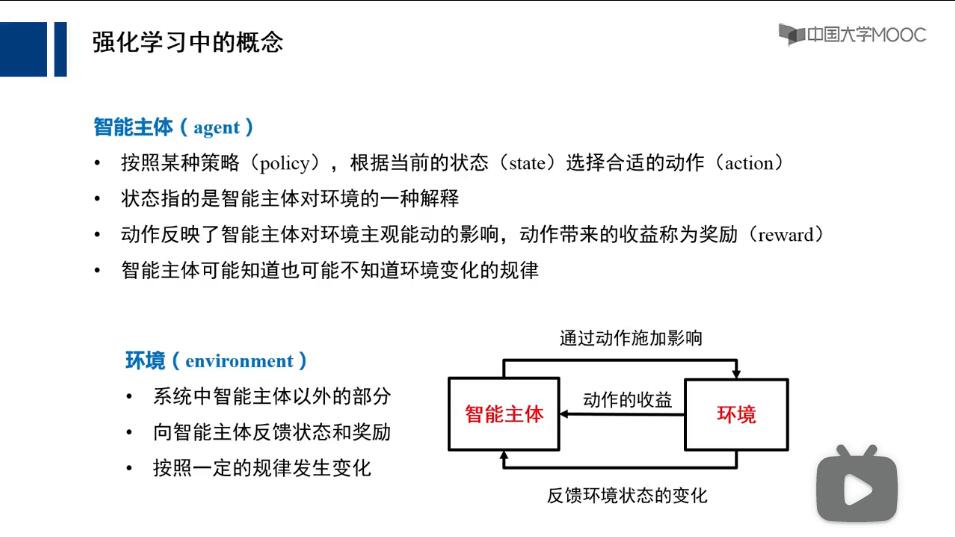 强化学习中的概念
中国大学MOOC
智能主体（agent）
• 按照某种策略（policy），根据当前的状态（state）选择合适的动作（action）
• 状态指的是智能主体对环境的一种解释
• 动作反映了智能主体对环境主观能动的影响，动作带来的收益称为奖励（reward）
• 智能主体可能知道也可能不知道环境变化的规律
环境（environment）
• 系统中智能主体以外的部分
• 向智能主体反馈状态和奖励
• 按照一定的规律发生变化
通过动作施加影响
智能主体
动作的收益
环境
反馈环境状态的变化